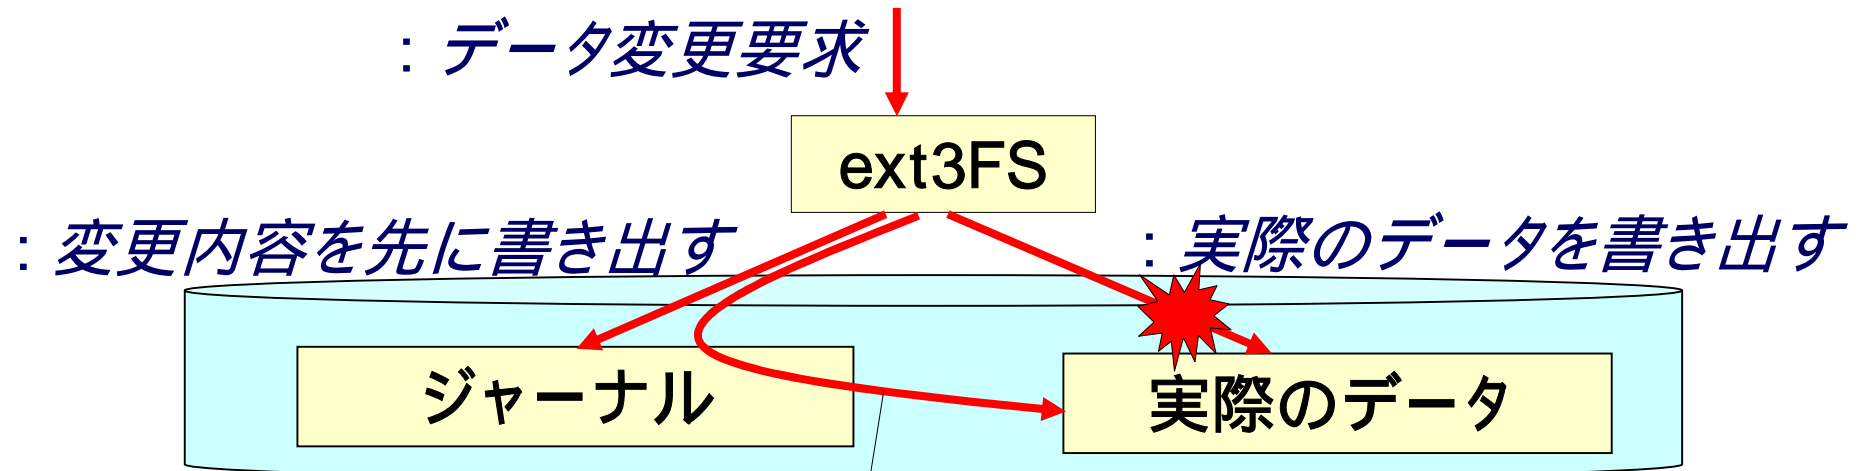 ：データ変更要求
ext3FS
：変更内容を先に書き出す
：実際のデータを書き出す
ジャーナル
実際のデータ